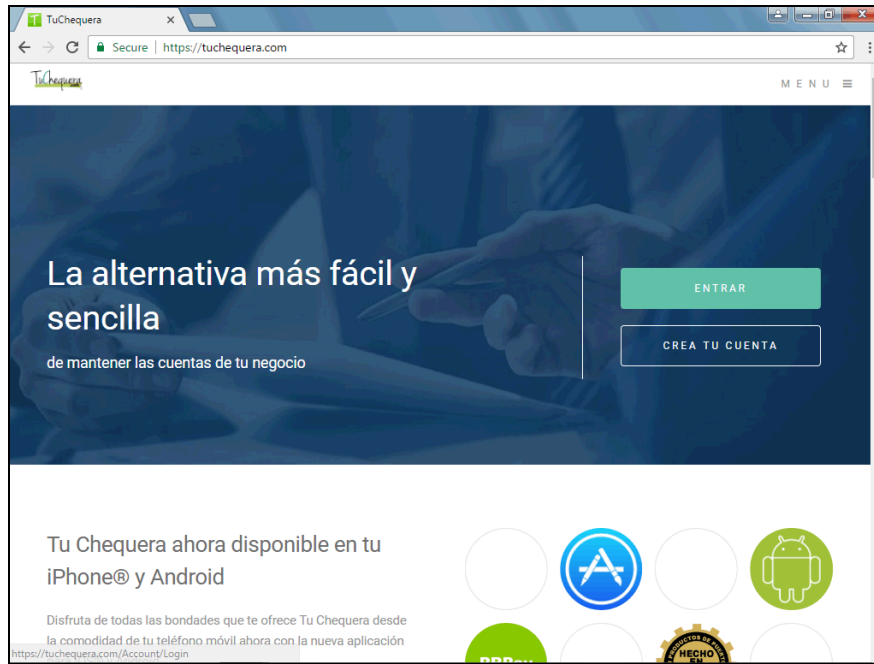 TuChequera
Secure | https://tuchequera.com
TuChequera
MENU
La alternativa más fácil y
sencilla
de mantener las cuentas de tu negocio
ENTRAR
CREA TU CUENTA
Tu Chequera ahora disponible en tu
iPhone® y Android
Disfruta de todas las bondades que te ofrece Tu Chequera desde
la comodidad de tu teléfono móvil ahora con la nueva aplicación
https://tuchequera.com/Account/Login
PRODUCTOS DE
HECHO
EN